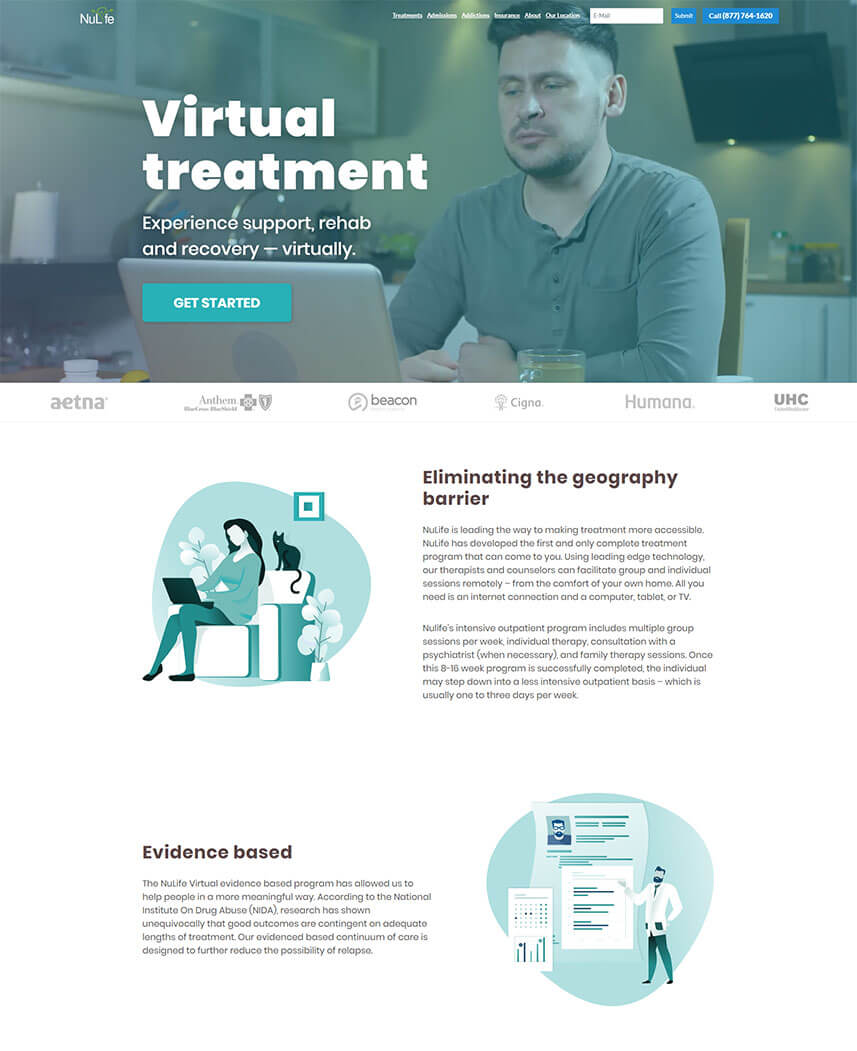 NuLife
Treatments Admissions Addictions Insurance About Our Location E-Mail Submit Call (877) 764-1620
Virtual
treatment
Experience support, rehab
and recovery — virtually.
GET STARTED
aetna Anthem BlueCross BlueShield beacon Cigna. Humana. UHC
Eliminating the geography
barrier
NuLife is leading the way to making treatment more accessible.
NuLife has developed the first and only complete treatment
program that can come to you. Using leading edge technology,
our therapists and counselors can facilitate group and individual
sessions remotely – from the comfort of your own home. All you
need is an internet connection and a computer, tablet, or TV.
Nulife's intensive outpatient program includes multiple group
sessions per week, individual therapy, consultation with a
psychiatrist (when necessary), and family therapy sessions. Once
this 8-16 week program is successfully completed, the individual
may step down into a less intensive outpatient basis – which is
usually one to three days per week.
Evidence based
The NuLife Virtual evidence based program has allowed us to
help people in a more meaningful way. According to the National
Institute On Drug Abuse (NIDA), research has shown
unequivocally that good outcomes are contingent on adequate
lengths of treatment. Our evidenced based continuum of care is
designed to further reduce the possibility of relapse.